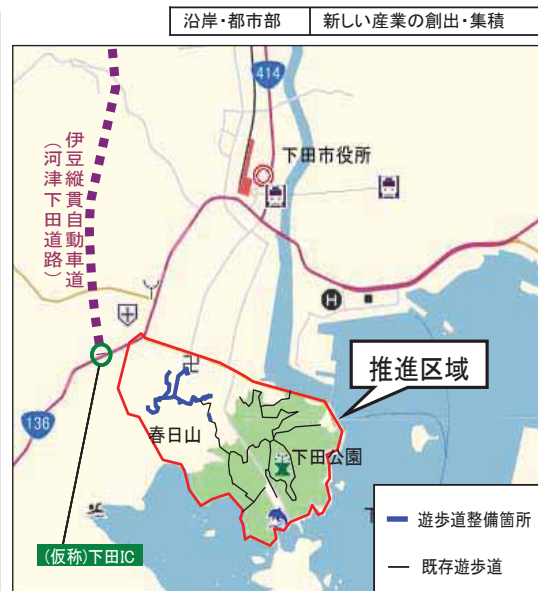 沿岸・都市部 新しい産業の創出・集積
414
伊豆縦貫自動車道
(河津下田道路)
下田市役所
H
推進区域
136
春日山
下田公園
(仮称)下田IC
下
遊歩道整備箇所
既存遊歩道